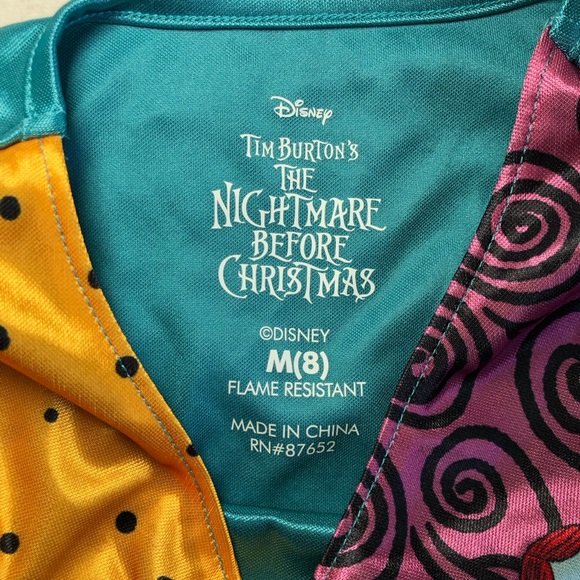 Disney
TIM BURTON'S
THE
NIGHTMARE
BEFORE
CHRISTMAS
©DISNEY
M(8)
FLAME RESISTANT
MADE IN CHINA
RN#87652